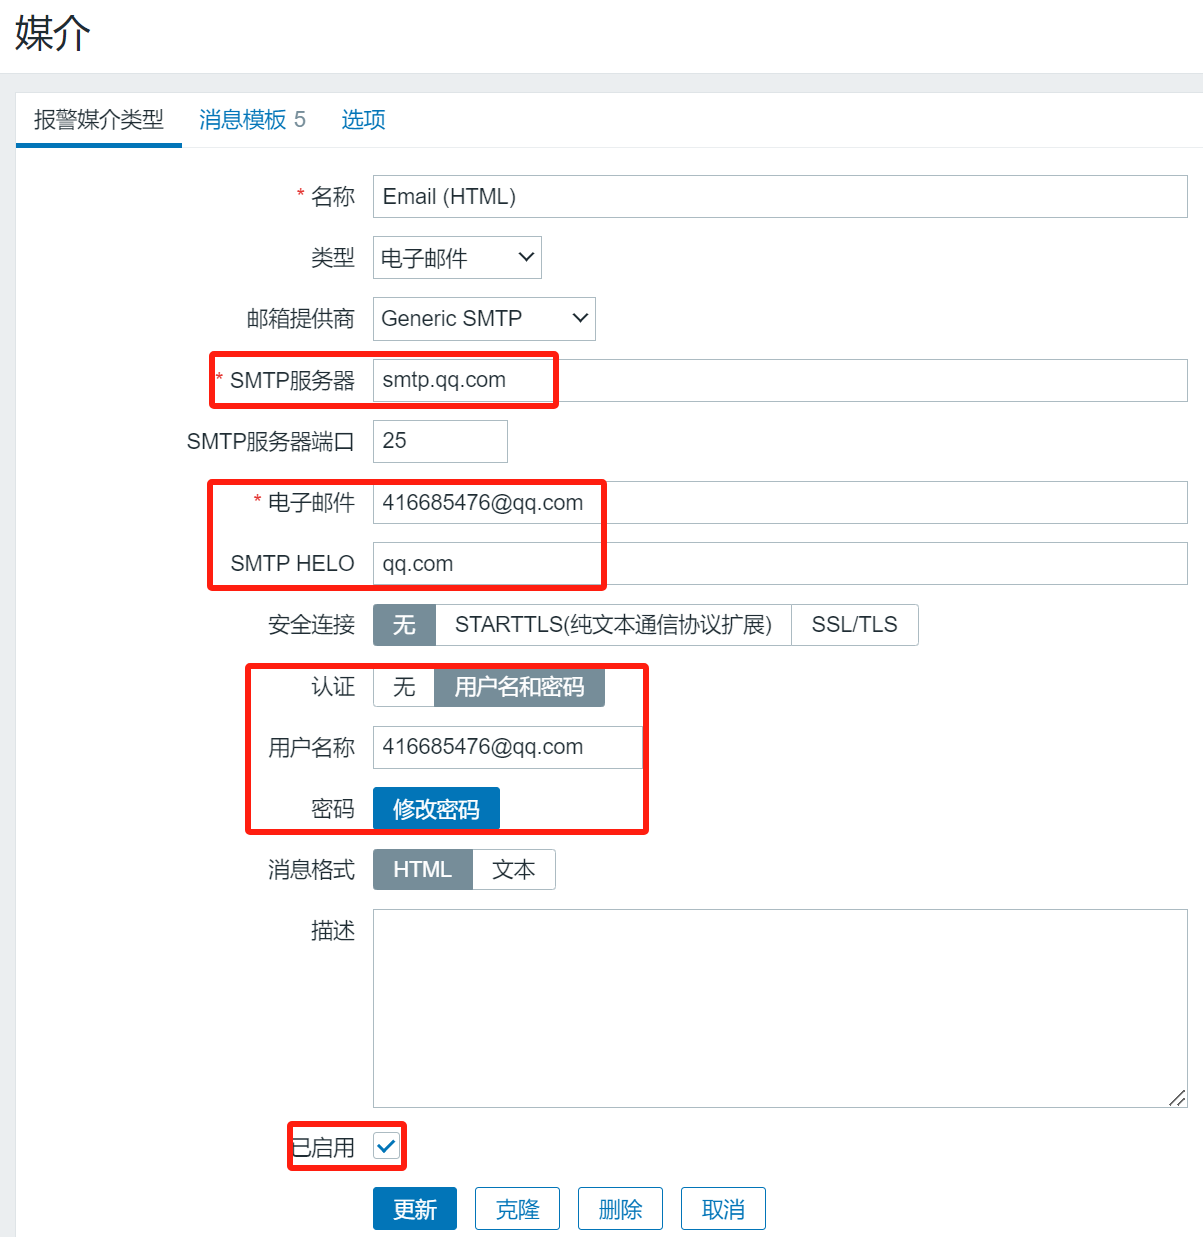 媒介
报警媒介类型 消息模板 5 选项
* 名称 Email (HTML)
类型 电子邮件
邮箱提供商 Generic SMTP
* SMTP服务器 smtp.qq.com
SMTP服务器端口 25
* 电子邮件 416685476@qq.com
SMTP HELO qq.com
安全连接 无 STARTTLS(纯文本通信协议扩展) SSL/TLS
认证 无 用户名和密码
用户名称 416685476@qq.com
密码 修改密码
消息格式 HTML 文本
描述
已启用
更新 克隆 删除 取消